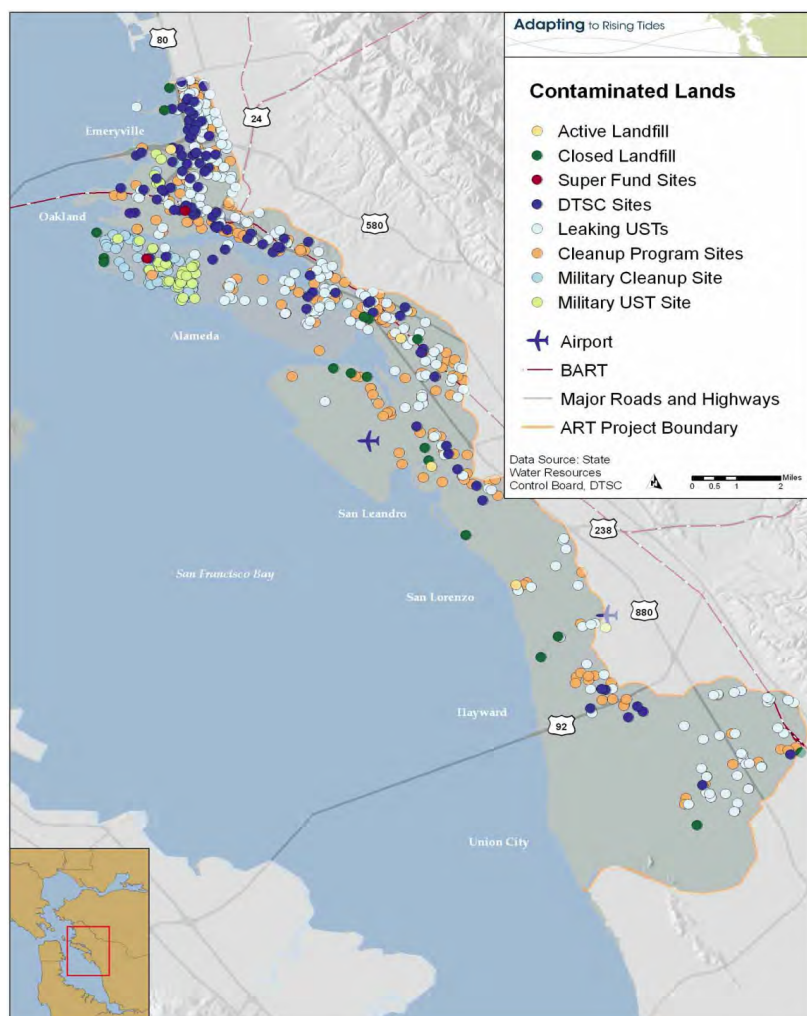 Adapting to Rising Tides
Contaminated Lands
Active Landfill
Closed Landfill
Super Fund Sites
DTSC Sites
Leaking USTs
Cleanup Program Sites
Military Cleanup Site
Military UST Site
Airport
BART
Major Roads and Highways
ART Project Boundary
Data Source: State
Water Resources
Control Board, DTSC
Miles
0 0.5 1 2
80
24
Emeryville
Oakland
580
Alameda
San Leandro
238
San Francisco Bay
San Lorenzo
880
Hayward
92
Union City